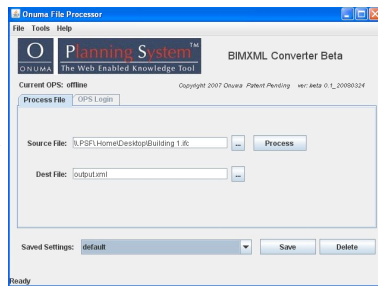 Onuma File Processor
File Tools Help
ONUMA Planning System™
The Web Enabled Knowledge Tool
BIMXML Converter Beta
Current OPS: offline
Copyright 2007 Onuma Patent Pending ver: beta 0.1_20080324
Process File OPS Login
Source File: \\.PSF\.Home\Desktop\Building 1.ifc ... Process
Dest File: output.xml ...
Saved Settings: default Save Delete
Ready